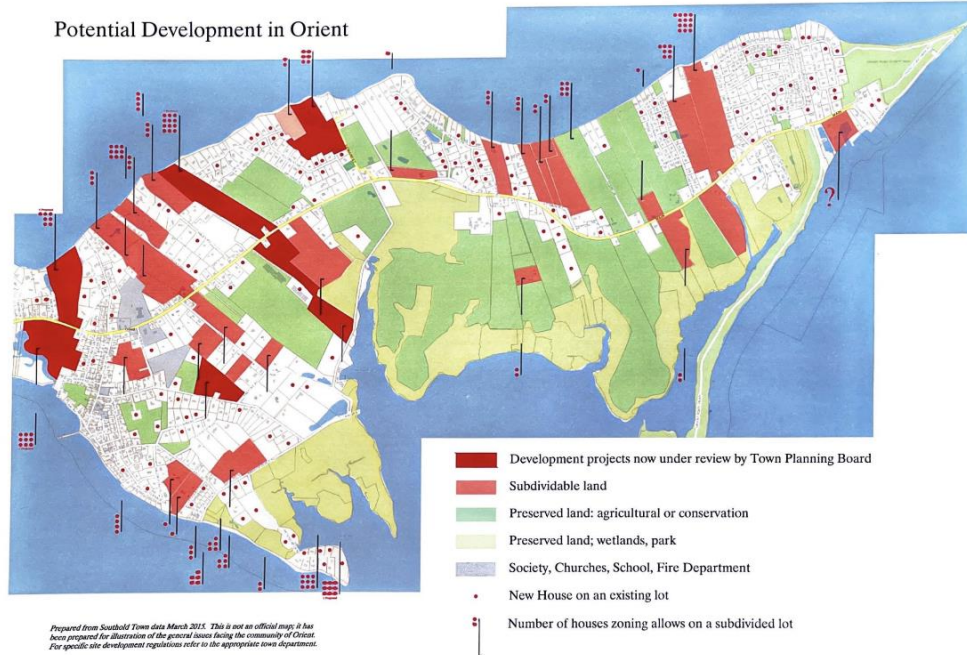 Potential Development in Orient
?
Development projects now under review by Town Planning Board
Subdividable land
Preserved land: agricultural or conservation
Preserved land; wetlands, park
Society, Churches, School, Fire Department
New House on an existing lot
Number of houses zoning allows on a subdivided lot
Prepared from Southold Town data March 2015. This is not an official map; it has
been prepared for illustration of the general issues facing the community of Orient.
For specific site development regulations refer to the appropriate town department.